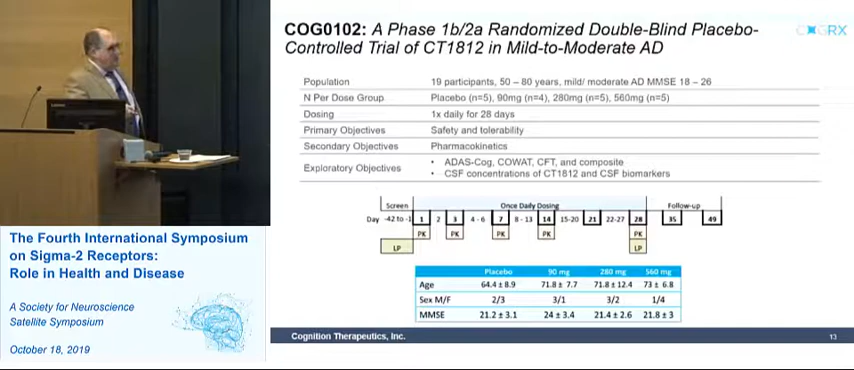 COG0102: A Phase 1b/2a Randomized Double-Blind Placebo-
Controlled Trial of CT1812 in Mild-to-Moderate AD
COGRX
Population 19 participants, 50 – 80 years, mild/ moderate AD MMSE 18 – 26
N Per Dose Group Placebo (n=5), 90mg (n=4), 280mg (n=5), 560mg (n=5)
Dosing 1x daily for 28 days
Primary Objectives Safety and tolerability
Secondary Objectives Pharmacokinetics
Exploratory Objectives • ADAS-Cog, COWAT, CFT, and composite
• CSF concentrations of CT1812 and CSF biomarkers
Screen Once Daily Dosing Follow-up
Day -42 to -1 1 2 3 4 - 6 7 8 - 13 14 15-20 21 22-27 28 35 49
PK PK PK PK PK
LP LP
Placebo 90 mg 280 mg 560 mg
Age 64.4 ± 8.9 71.8 ± 7.7 71.8 ± 12.4 73 ± 6.8
Sex M/F 2/3 3/1 3/2 1/4
MMSE 21.2 ± 3.1 24 ± 3.4 21.4 ± 2.6 21.8 ± 3
Cognition Therapeutics, Inc. 13
The Fourth International Symposium
on Sigma-2 Receptors:
Role in Health and Disease
A Society for Neuroscience
Satellite Symposium
October 18, 2019